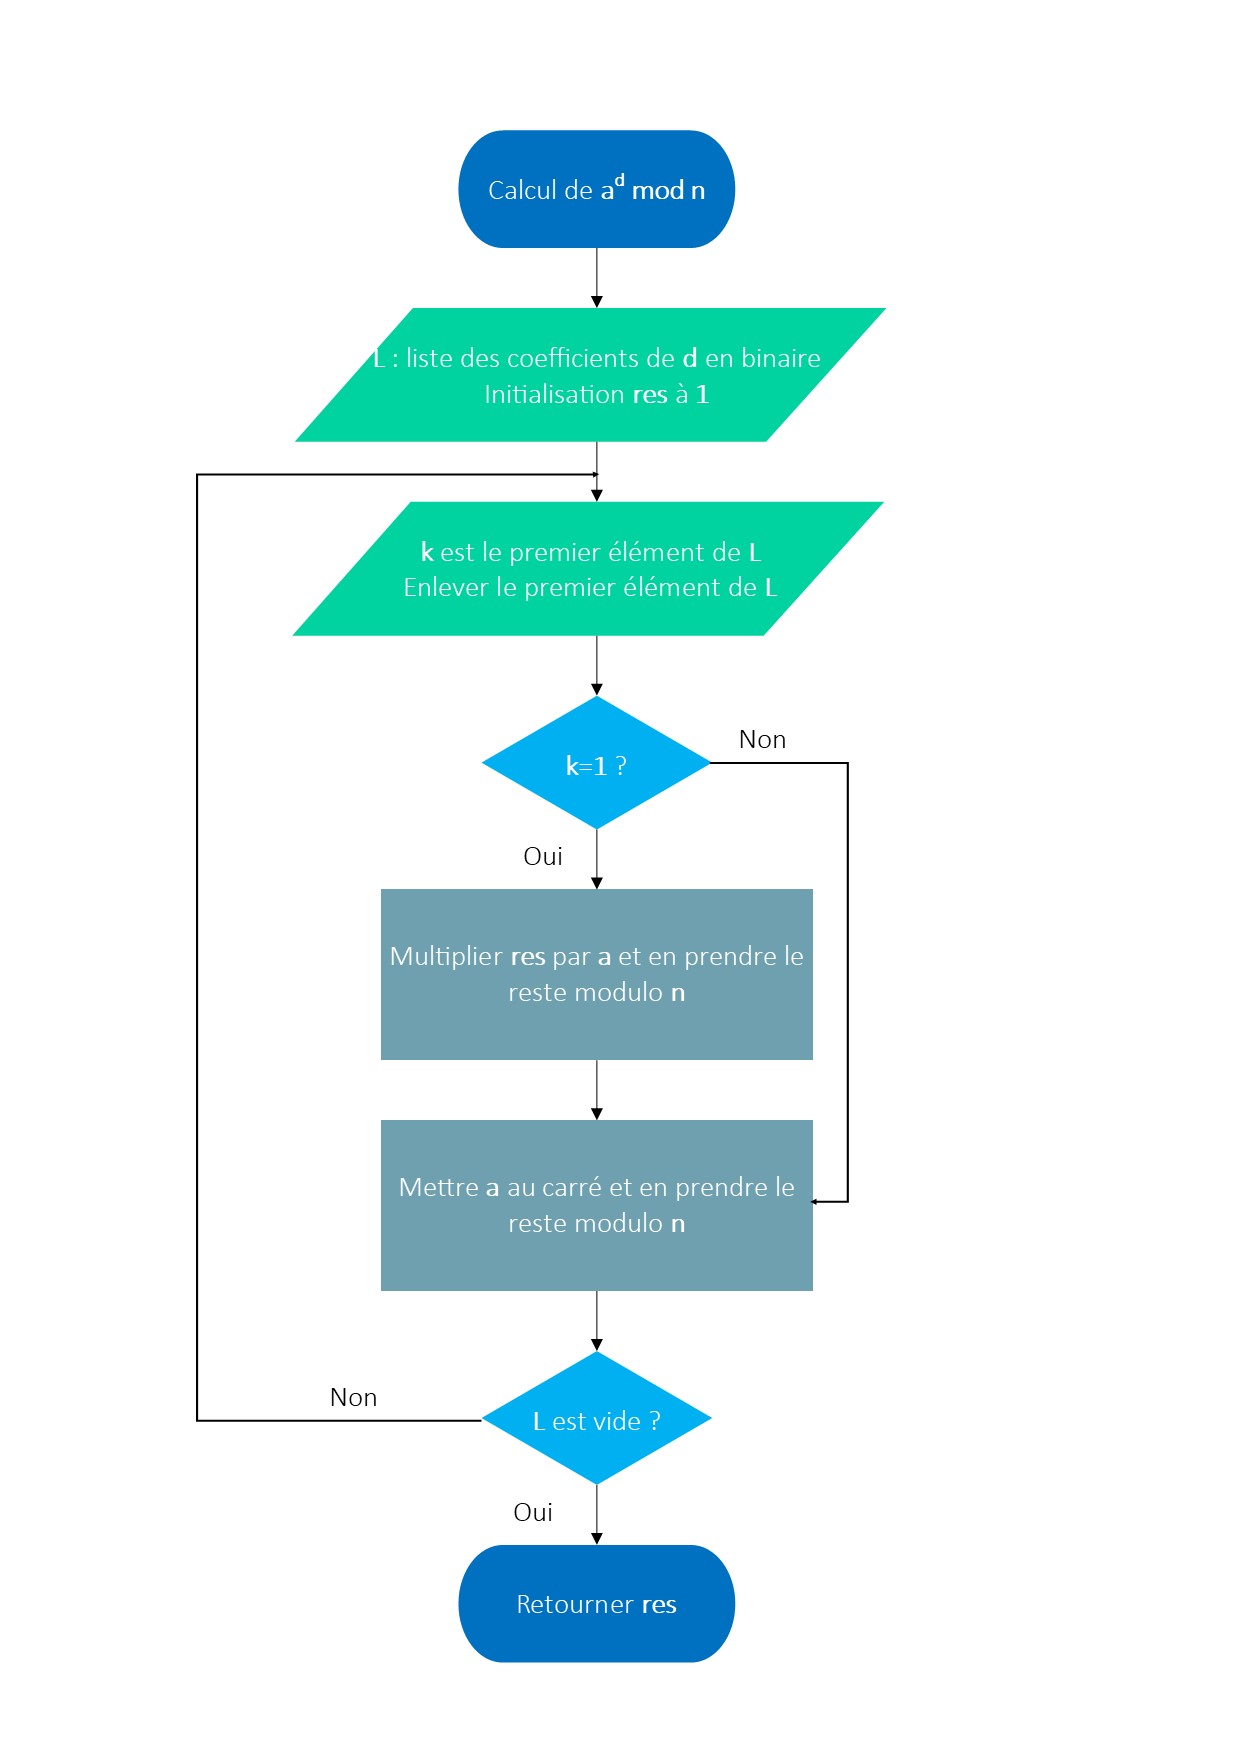 Calcul de a^d mod n
L : liste des coefficients de d en binaire
Initialisation res à 1
k est le premier élément de L
Enlever le premier élément de L
k=1 ?
Non
Oui
Multiplier res par a et en prendre le
reste modulo n
Mettre a au carré et en prendre le
reste modulo n
Non
L est vide ?
Oui
Retourner res